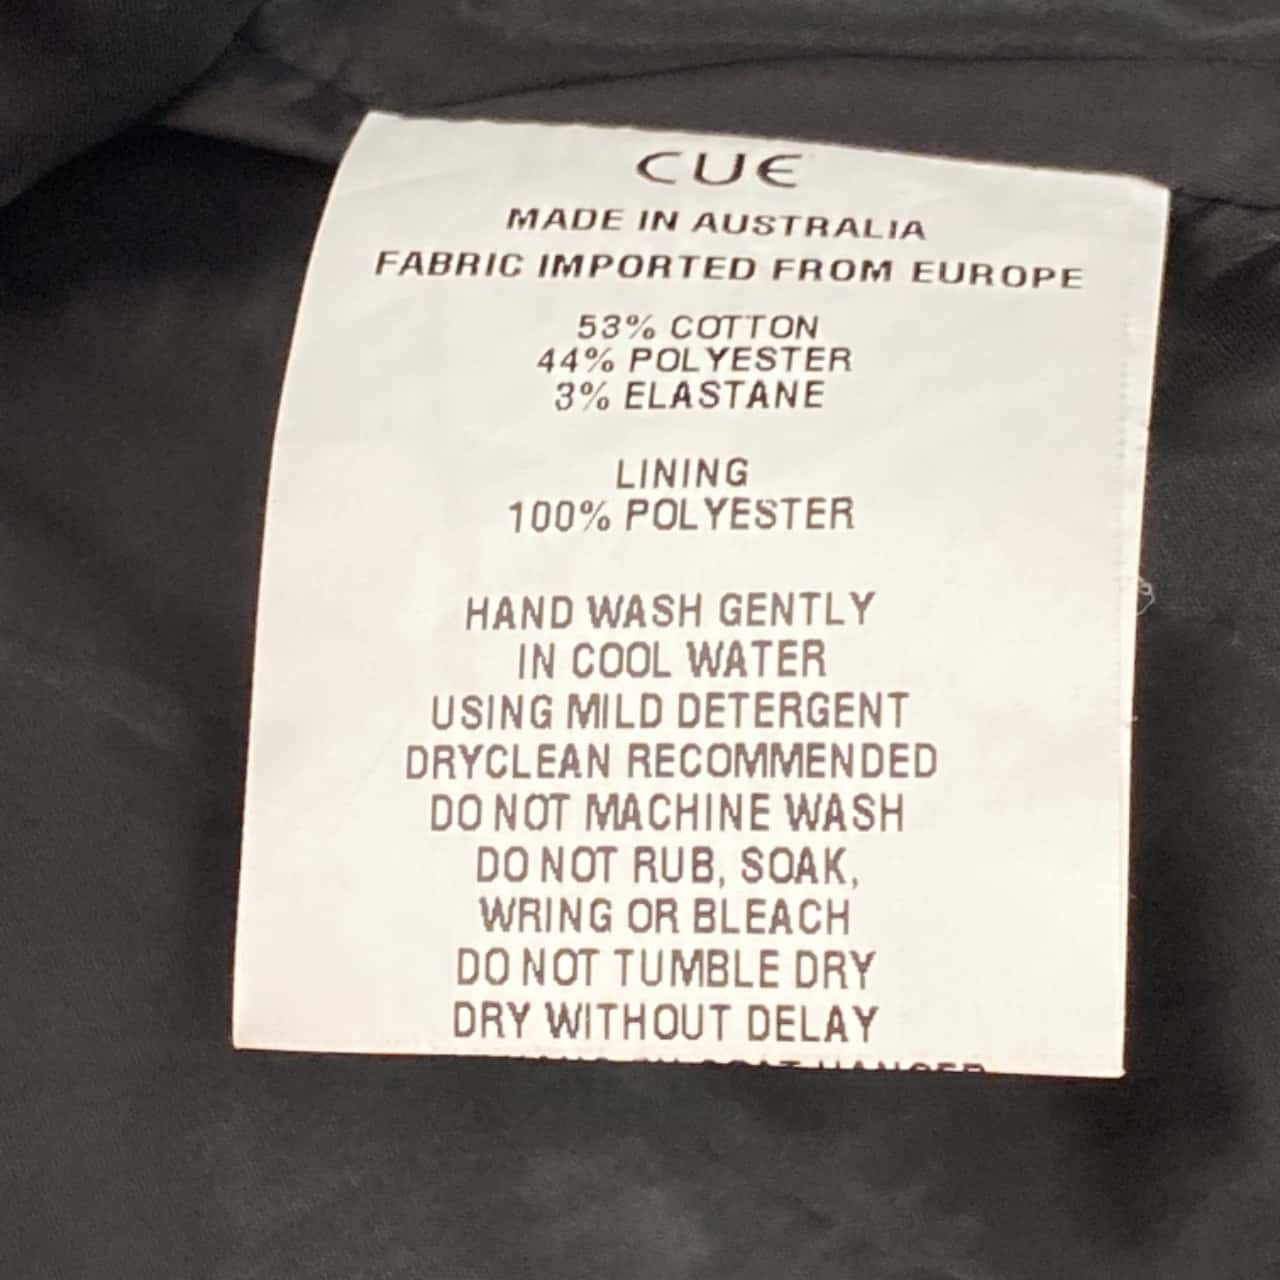 CUE
MADE IN AUSTRALIA
FABRIC IMPORTED FROM EUROPE
53% COTTON
44% POLYESTER
3% ELASTANE
LINING
100% POLYESTER
HAND WASH GENTLY
IN COOL WATER
USING MILD DETERGENT
DRYCLEAN RECOMMENDED
DO NOT MACHINE WASH
DO NOT RUB, SOAK,
WRING OR BLEACH
DO NOT TUMBLE DRY
DRY WITHOUT DELAY
COAT HANGER